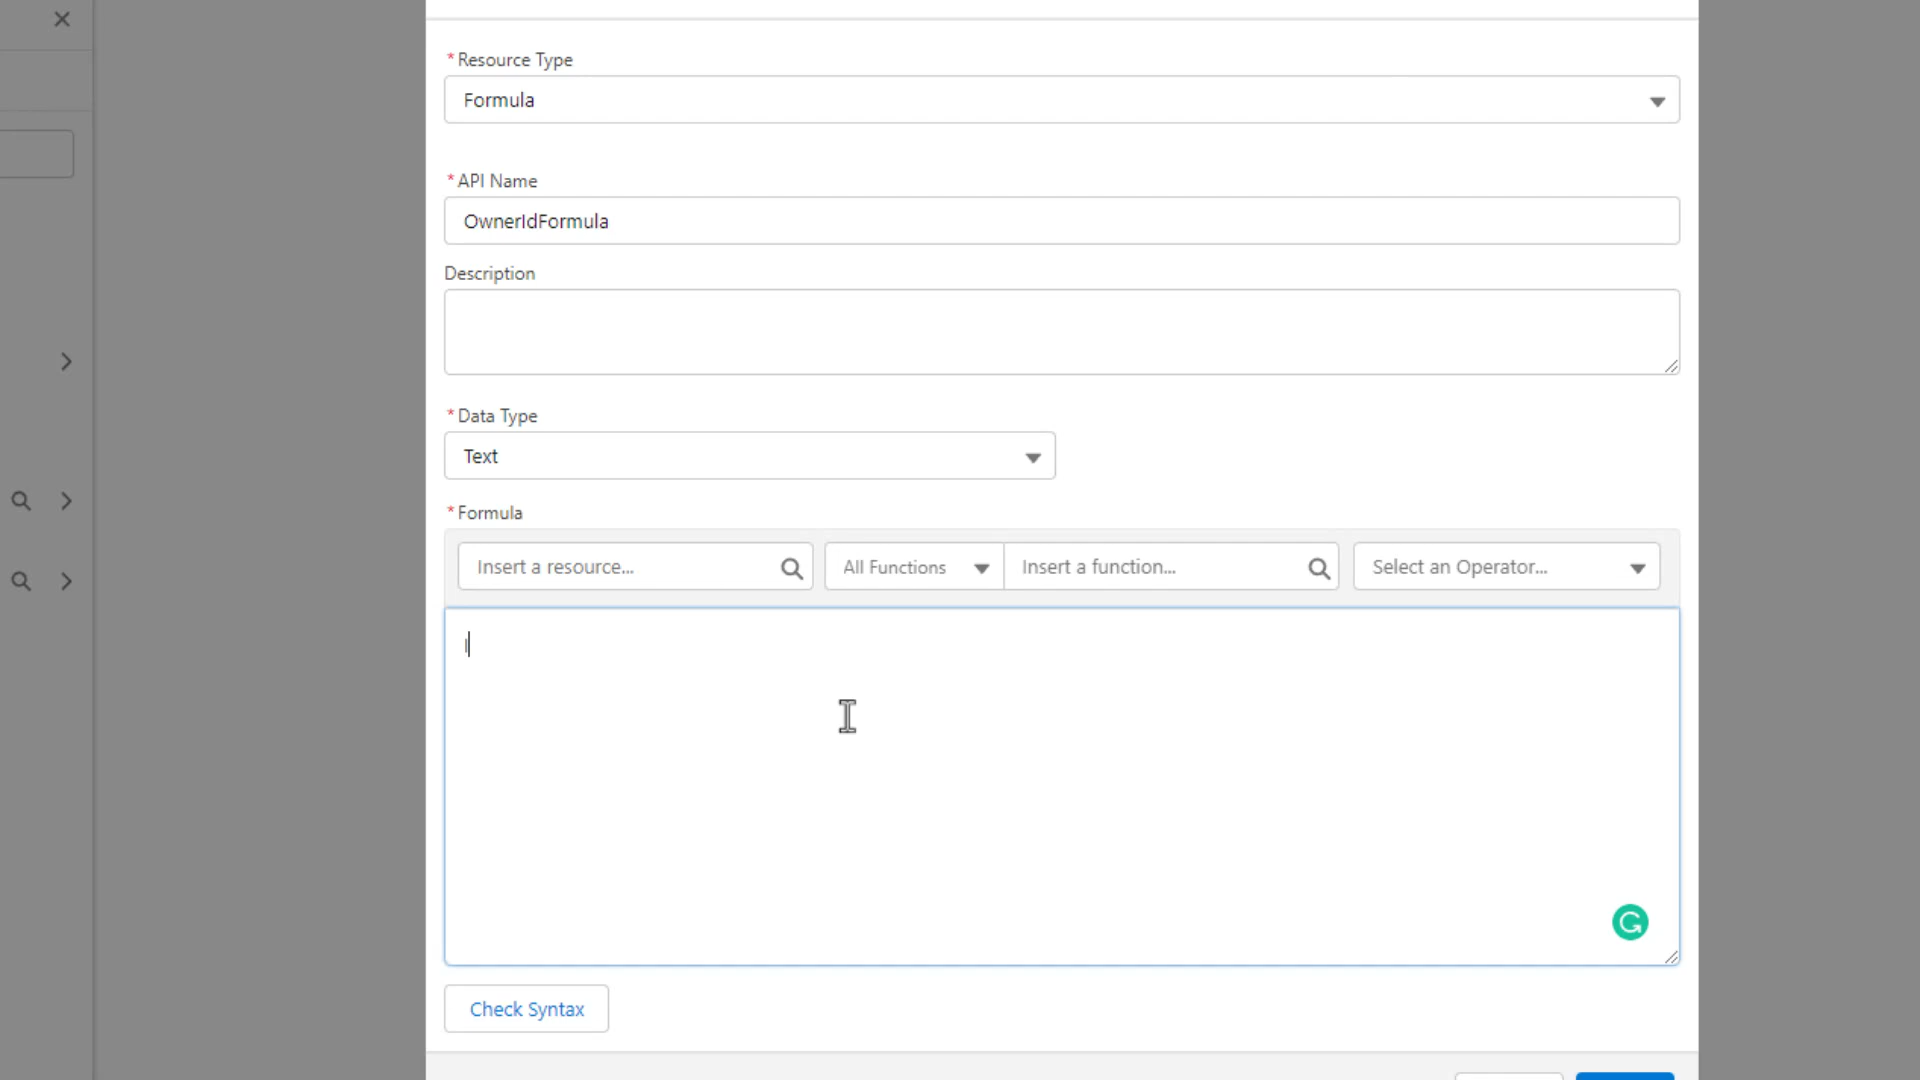 *Resource Type
Formula
*API Name
OwnerIdFormula
Description
*Data Type
Text
*Formula
Insert a resource...
All Functions
Insert a function...
Select an Operator...
I
Check Syntax